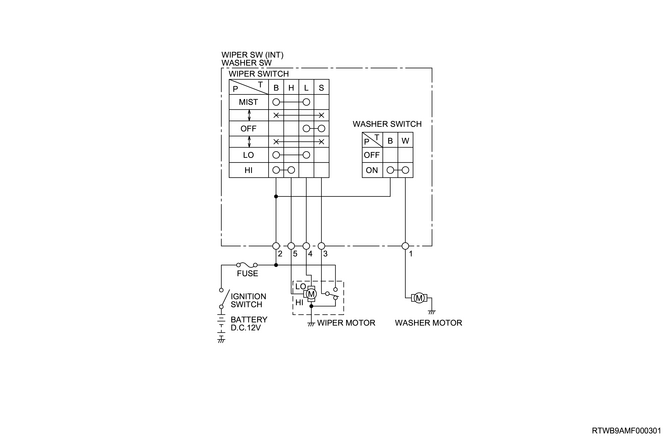 WIPER SW (INT)
WASHER SW
WIPER SWITCH
P T B H L S
MIST
OFF
LO
HI
WASHER SWITCH
P T B W
OFF
ON
2 5 4 3 1
FUSE
IGNITION
SWITCH
BATTERY
D.C.12V
LO
M
HI
WIPER MOTOR
M
WASHER MOTOR
RTWB9AMF000301